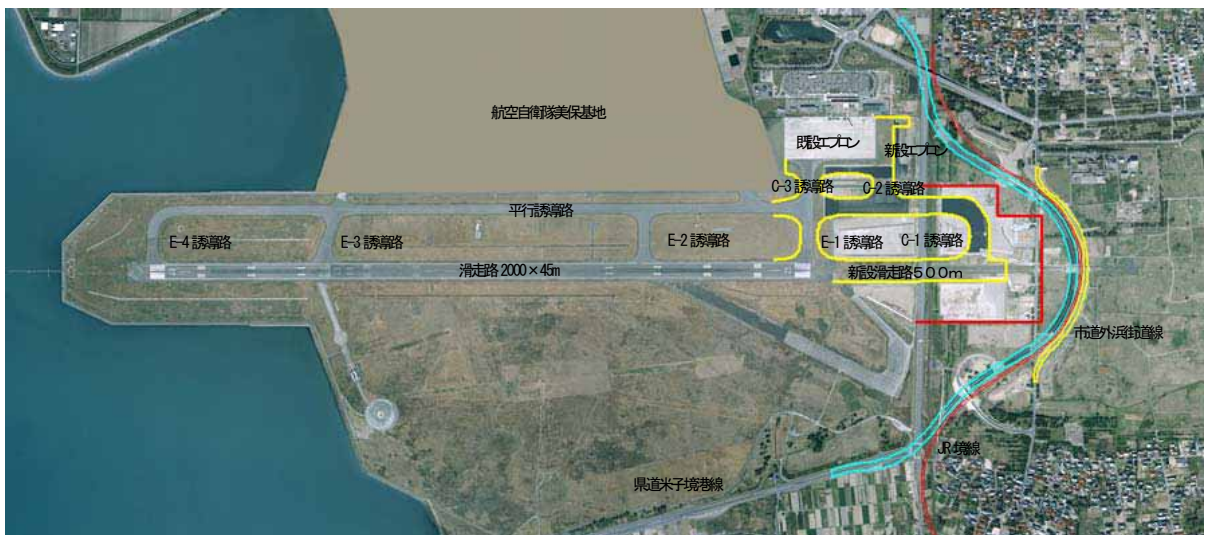 航空自衛隊美保基地
既設エプロン
新設エプロン
C-3 誘導路
C-2 誘導路
平行誘導路
E-4 誘導路
E-3 誘導路
E-2 誘導路
E-1 誘導路
C-1 誘導路
滑走路 2000×45m
新設滑走路500m
市道外浜街道線
JR境線
県道米子境港線